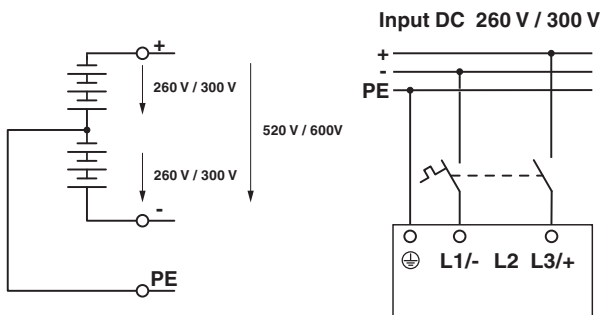 Input DC 260 V / 300 V
+
260 V / 300 V
520 V / 600V
260 V / 300 V
-
PE
+
-
PE
L1/- L2 L3/+